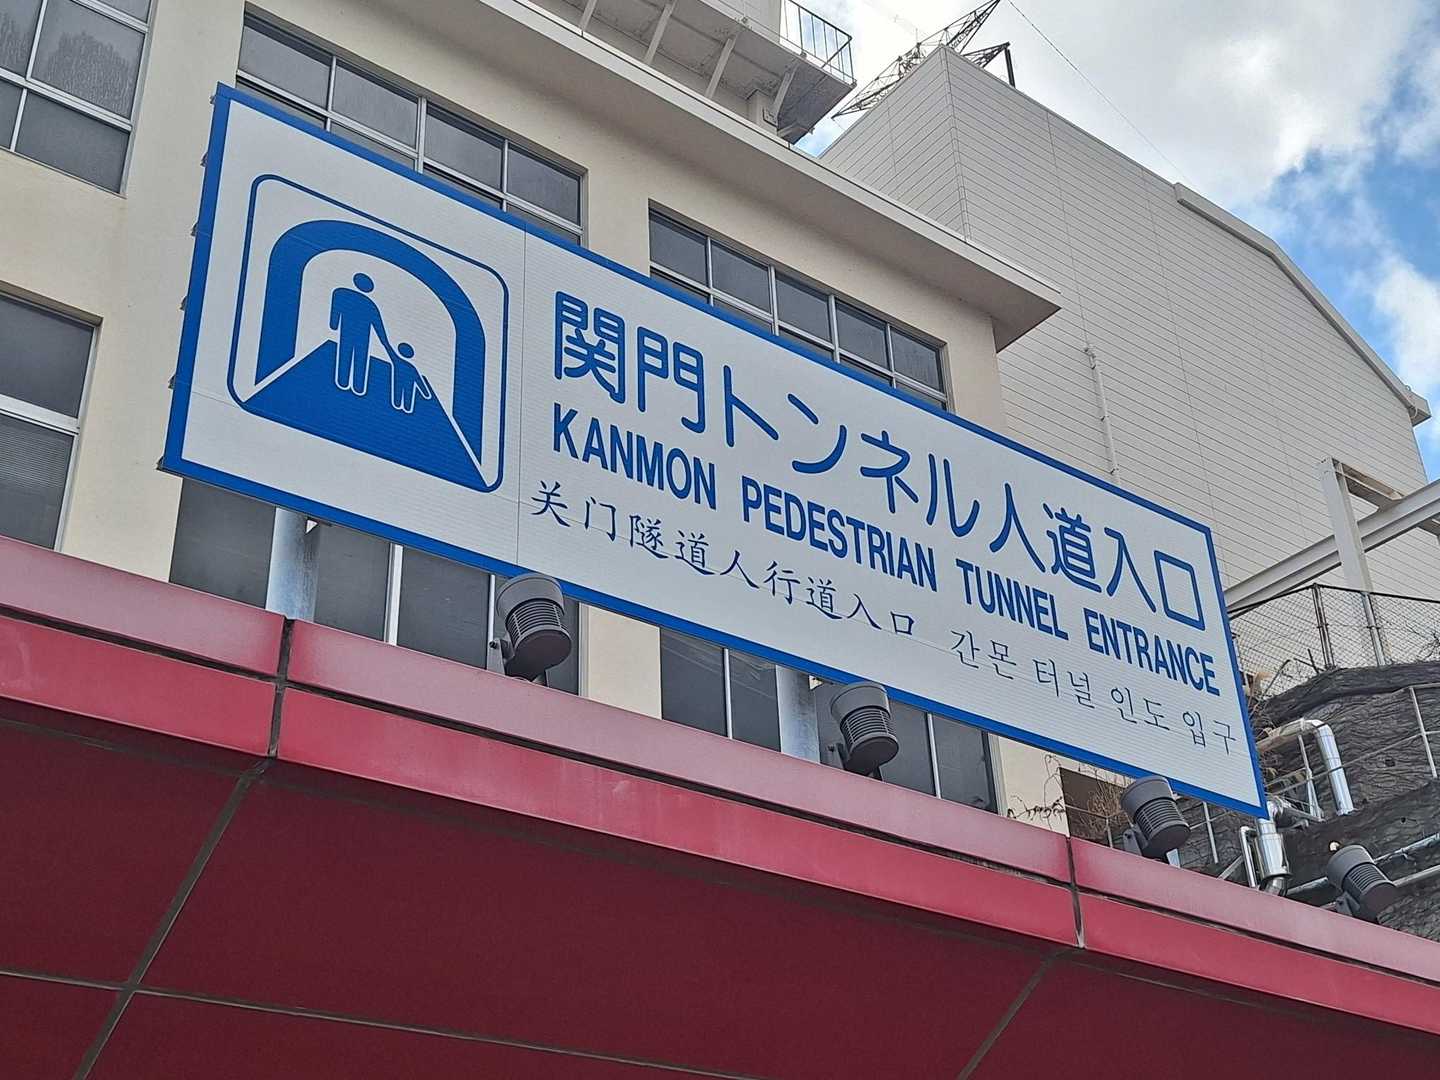 関門トンネル人道入口
KANMON PEDESTRIAN TUNNEL ENTRANCE
关门隧道人行道入口 간몬 터널 인도 입구